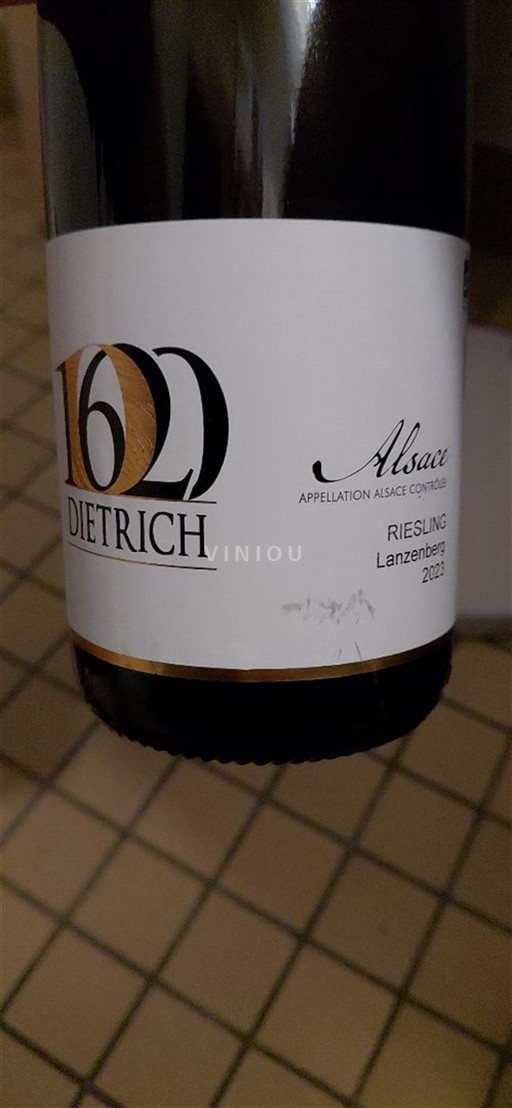 1620
DIETRICH
Alsace
APPELLATION ALSACE CONTRÔLÉE
RIESLING
Lanzenberg
2023
VINIOU